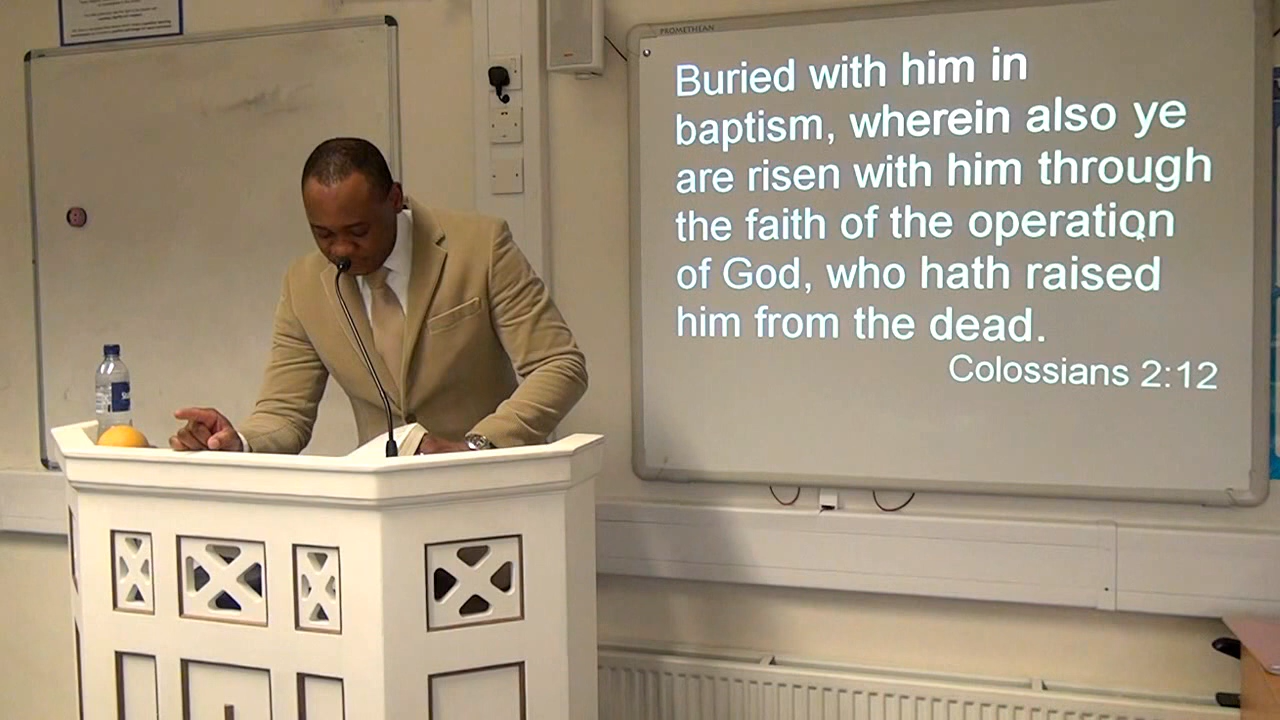 PROMETHEAN
Buried with him in
baptism, wherein also ye
are risen with him through
the faith of the operation
of God, who hath raised
him from the dead.
Colossians 2:12